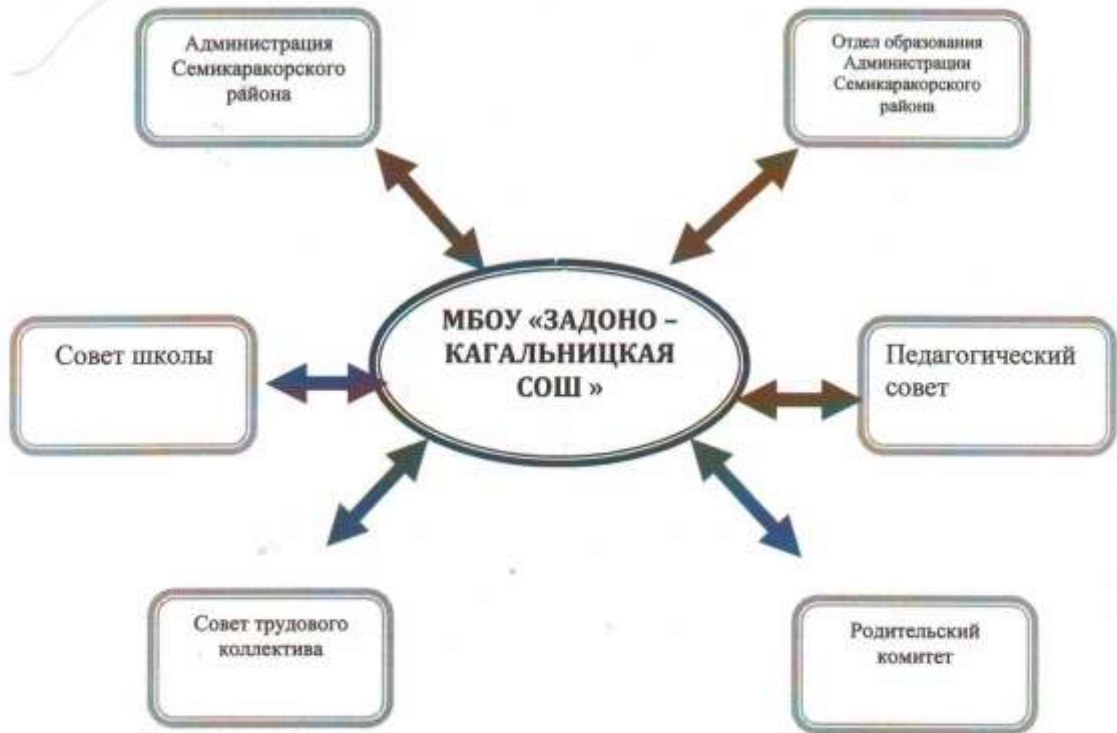 Администрация
Семикаракорского
района
Отдел образования
Администрации
Семикаракорского
района
МБОУ «ЗАДОНО –
КАГАЛЬНИЦКАЯ
СОШ »
Совет школы
Педагогический
совет
Совет трудового
коллектива
Родительский
комитет